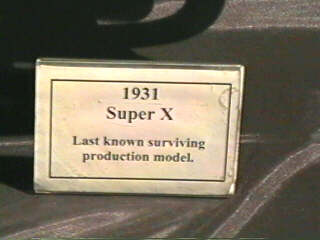 1931
Super X
Last known surviving
production model.